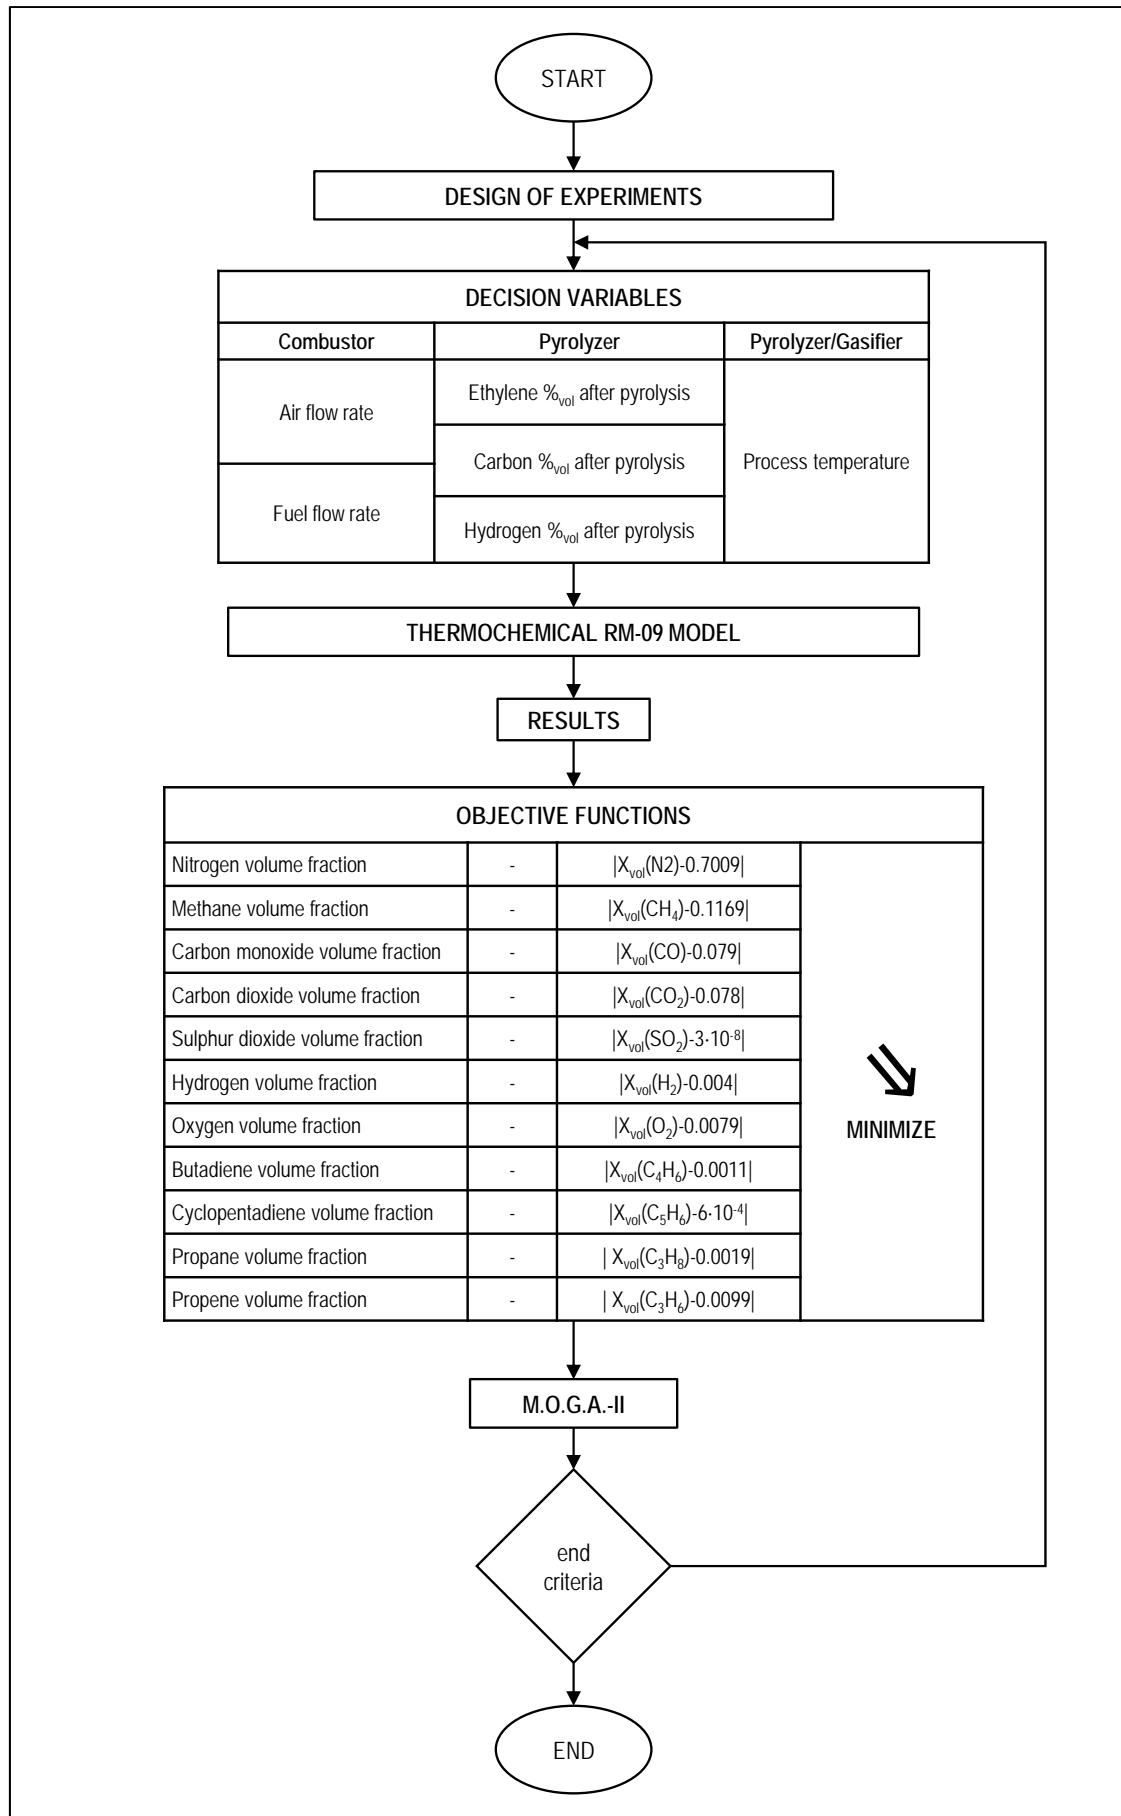 START
DESIGN OF EXPERIMENTS
DECISION VARIABLES
Combustor Pyrolyzer Pyrolyzer/Gasifier
Air flow rate
Fuel flow rate
Ethylene %vol after pyrolysis
Carbon %vol after pyrolysis
Hydrogen %vol after pyrolysis
Process temperature
THERMOCHEMICAL RM-09 MODEL
RESULTS
OBJECTIVE FUNCTIONS
Nitrogen volume fraction - |Xvol(N2)-0.7009|
Methane volume fraction - |Xvol(CH4)-0.1169|
Carbon monoxide volume fraction - |Xvol(CO)-0.079|
Carbon dioxide volume fraction - |Xvol(CO2)-0.078|
Sulphur dioxide volume fraction - |Xvol(SO2)-3·10-8|
Hydrogen volume fraction - |Xvol(H2)-0.004|
Oxygen volume fraction - |Xvol(O2)-0.0079|
Butadiene volume fraction - |Xvol(C4H6)-0.0011|
Cyclopentadiene volume fraction - |Xvol(C5H6)-6·10-4|
Propane volume fraction - | Xvol(C3H8)-0.0019|
Propene volume fraction - | Xvol(C3H6)-0.0099|
MINIMIZE
M.O.G.A.-II
end
criteria
END